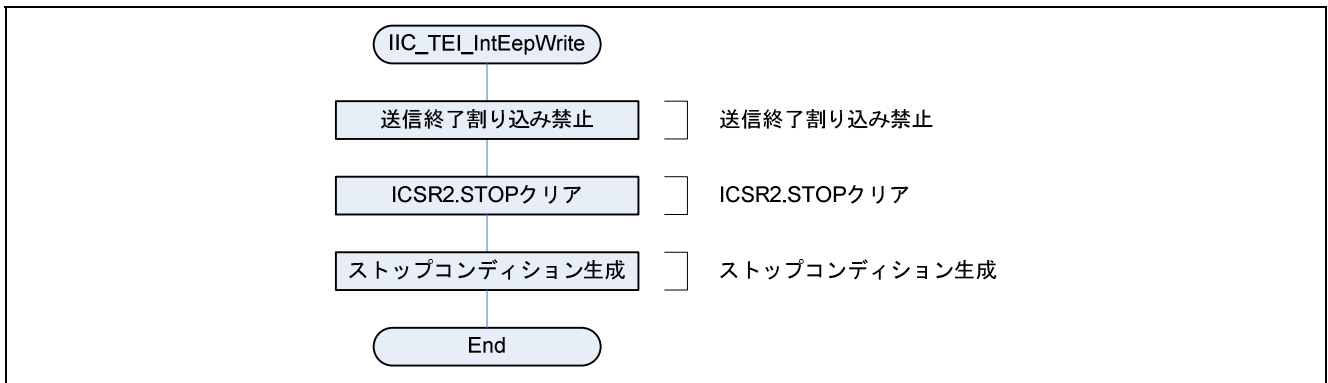 IIC_TEI_IntEepWrite
送信終了割り込み禁止
送信終了割り込み禁止
ICSR2.STOPクリア
ICSR2.STOPクリア
ストップコンディション生成
ストップコンディション生成
End